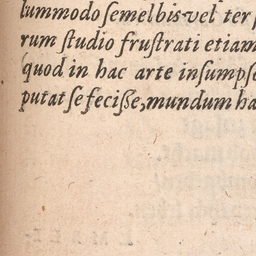 tummodo ſemel bis vel ter
rum ſtudio fruſtrati etiam
quod in hac arte inſumpſe
putat ſe feciſſe, mundum ha